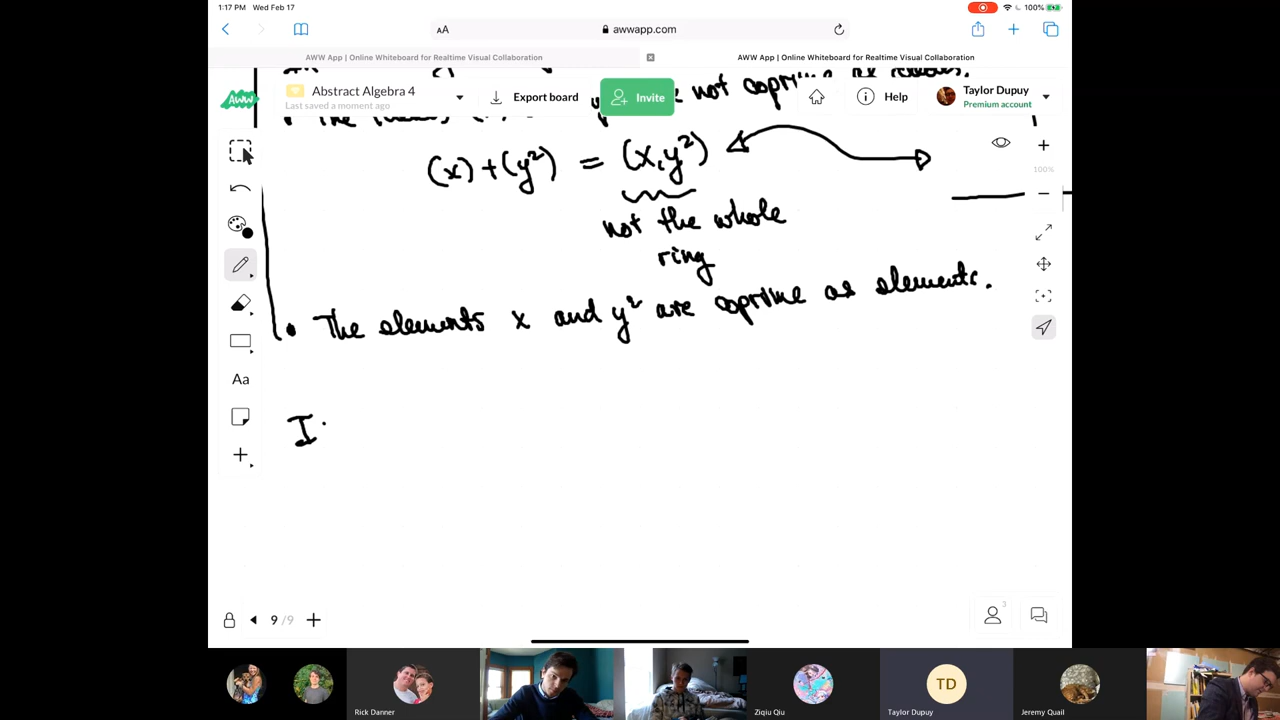 1:17 PM Wed Feb 17
100%
AA
awwapp.com
AWW App | Online Whiteboard for Realtime Visual Collaboration
AWW App | Online Whiteboard for Realtime Visual Collaboration
AWW
Abstract Algebra 4
Last saved a moment ago
Export board
Invite
Help
Taylor Dupuy
Premium account
not coprime
(x)+(y²) = (x,y²)
100%
not the whole
ring
• The elements x and y² are coprime as elements.
Aa
I
9 /9
3
TD
Rick Danner
Ziqiu Qiu
Taylor Dupuy
Jeremy Quail